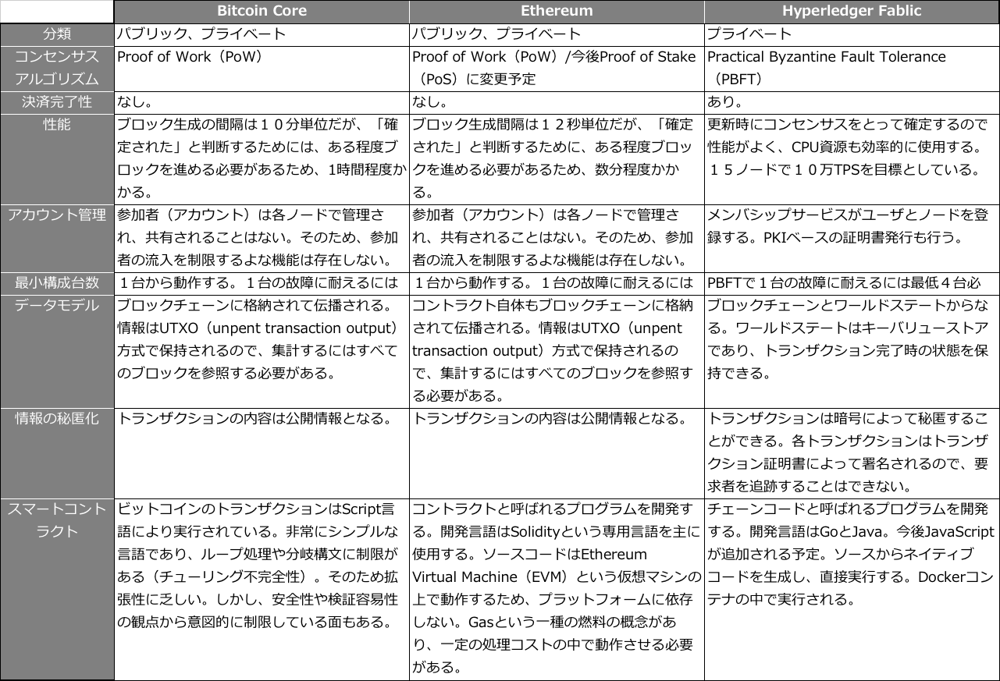 Bitcoin Core
Ethereum
Hyperledger Fablic
分類
パブリック、プライベート
パブリック、プライベート
プライベート
コンセンサス
アルゴリズム
Proof of Work（PoW）
Proof of Work（PoW）/今後Proof of Stake
（PoS）に変更予定
Practical Byzantine Fault Tolerance
（PBFT）
決済完了性
なし。
なし。
あり。
性能
ブロック生成の間隔は１０分単位だが、「確
定された」と判断するためには、ある程度ブ
ロックを進める必要があるため、1時間程度か
かる。
ブロック生成間隔は１２秒単位だが、「確定
された」と判断するために、ある程度ブロッ
クを進める必要があるため、数分程度かか
る。
更新時にコンセンサスをとって確定するので
性能がよく、CPU資源も効率的に使用する。
１５ノードで１０万TPSを目標としている。
アカウント管理
参加者（アカウント）は各ノードで管理さ
れ、共有されることはない。そのため、参加
者の流入を制限するよな機能は存在しない。
参加者（アカウント）は各ノードで管理さ
れ、共有されることはない。そのため、参加
者の流入を制限するよな機能は存在しない。
メンバシップサービスがユーザとノードを登
録する。PKIベースの証明書発行も行う。
最小構成台数
１台から動作する。１台の故障に耐えるには
１台から動作する。１台の故障に耐えるには
PBFTで１台の故障に耐えるには最低４台必
データモデル
ブロックチェーンに格納されて伝播される。
情報はUTXO（unpent transaction output）
方式で保持されるので、集計するにはすべて
のブロックを参照する必要がある。
コントラクト自体もブロックチェーンに格納
されて伝播される。情報はUTXO（unpent
transaction output）方式で保持されるの
で、集計するにはすべてのブロックを参照す
る必要がある。
ブロックチェーンとワールドステートからな
る。ワールドステートはキーバリューストア
であり、トランザクション完了時の状態を保
持できる。
情報の秘匿化
トランザクションの内容は公開情報となる。
トランザクションの内容は公開情報となる。
トランザクションは暗号によって秘匿するこ
とができる。各トランザクションはトランザ
クション証明書によって署名されるので、要
求者を追跡することはできない。
スマートコント
ラクト
ビットコインのトランザクションはScript言
語により実行されている。非常にシンプルな
言語であり、ループ処理や分岐構文に制限が
ある（チューリング不完全性）。そのため拡
張性に乏しい。しかし、安全性や検証容易性
の観点から意図的に制限している面もある。
コントラクトと呼ばれるプログラムを開発す
る。開発言語はSolidityという専用言語を主に
使用する。ソースコードはEthereum
Virtual Machine（EVM）という仮想マシンの
上で動作するため、プラットフォームに依存
しない。Gasという一種の燃料の概念があ
り、一定の処理コストの中で動作させる必要
がある。
チェーンコードと呼ばれるプログラムを開発
する。開発言語はGoとJava。今後JavaScript
が追加される予定。ソースからネイティブ
コードを生成し、直接実行する。Dockerコン
テナの中で実行される。